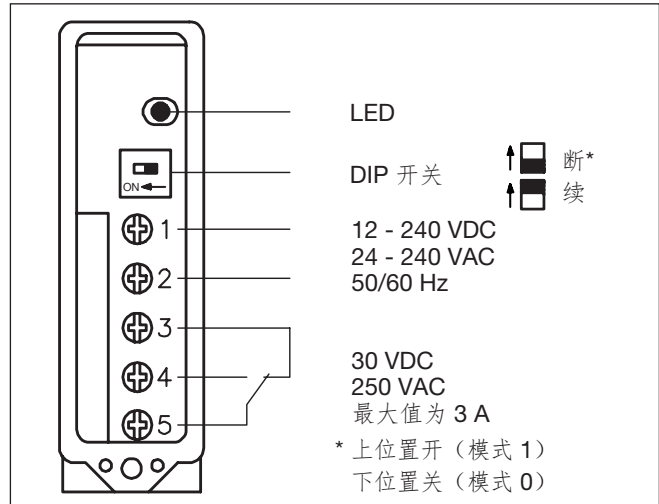 LED
ON
DIP 开关
断*
续
1
12 - 240 VDC
24 - 240 VAC
2
50/60 Hz
3
30 VDC
4
250 VAC
最大值为 3 A
5
* 上位置开（模式 1）
下位置关（模式 0）